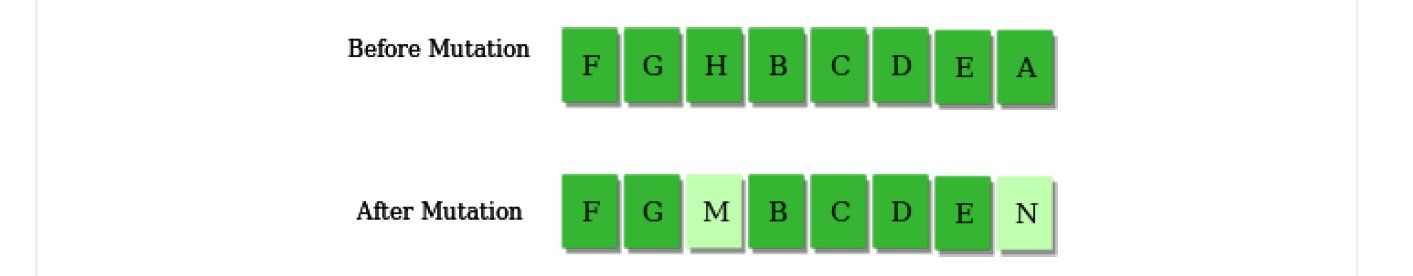 Before Mutation F G H B C D E A
After Mutation F G M B C D E N